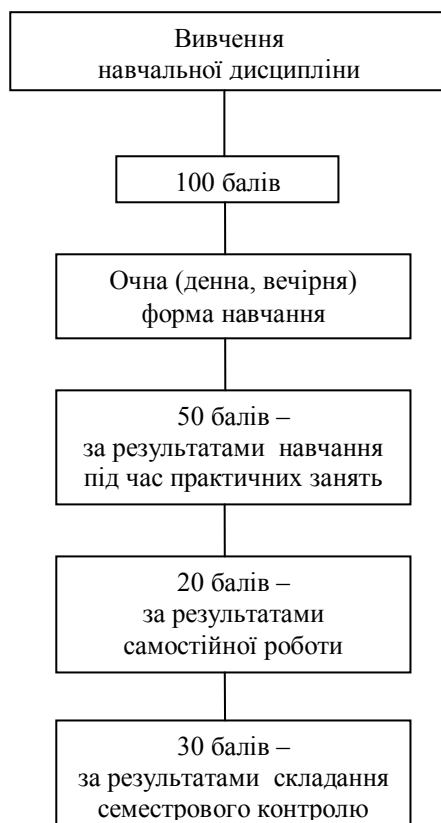 Вивчення
навчальної дисципліни
100 балів
Очна (денна, вечірня)
форма навчання
50 балів –
за результатами навчання
під час практичних занять
20 балів –
за результатами
самостійної роботи
30 балів –
за результатами складання
семестрового контролю